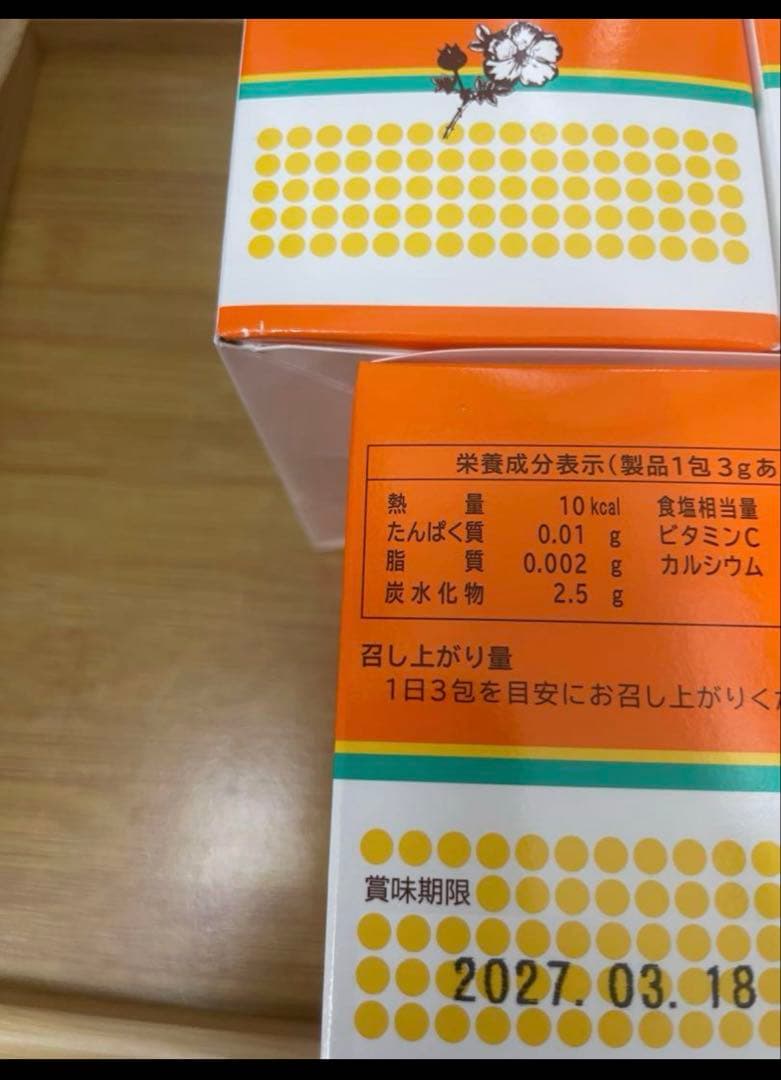 栄養成分表示(製品1包3gあ
熱量 10kcal 食塩相当量
たんぱく質 0.01 g ビタミンC
脂質 0.002 g カルシウム
炭水化物 2.5 g
召し上がり量
1日3包を目安にお召し上がりくだ
賞味期限
2027.03.18